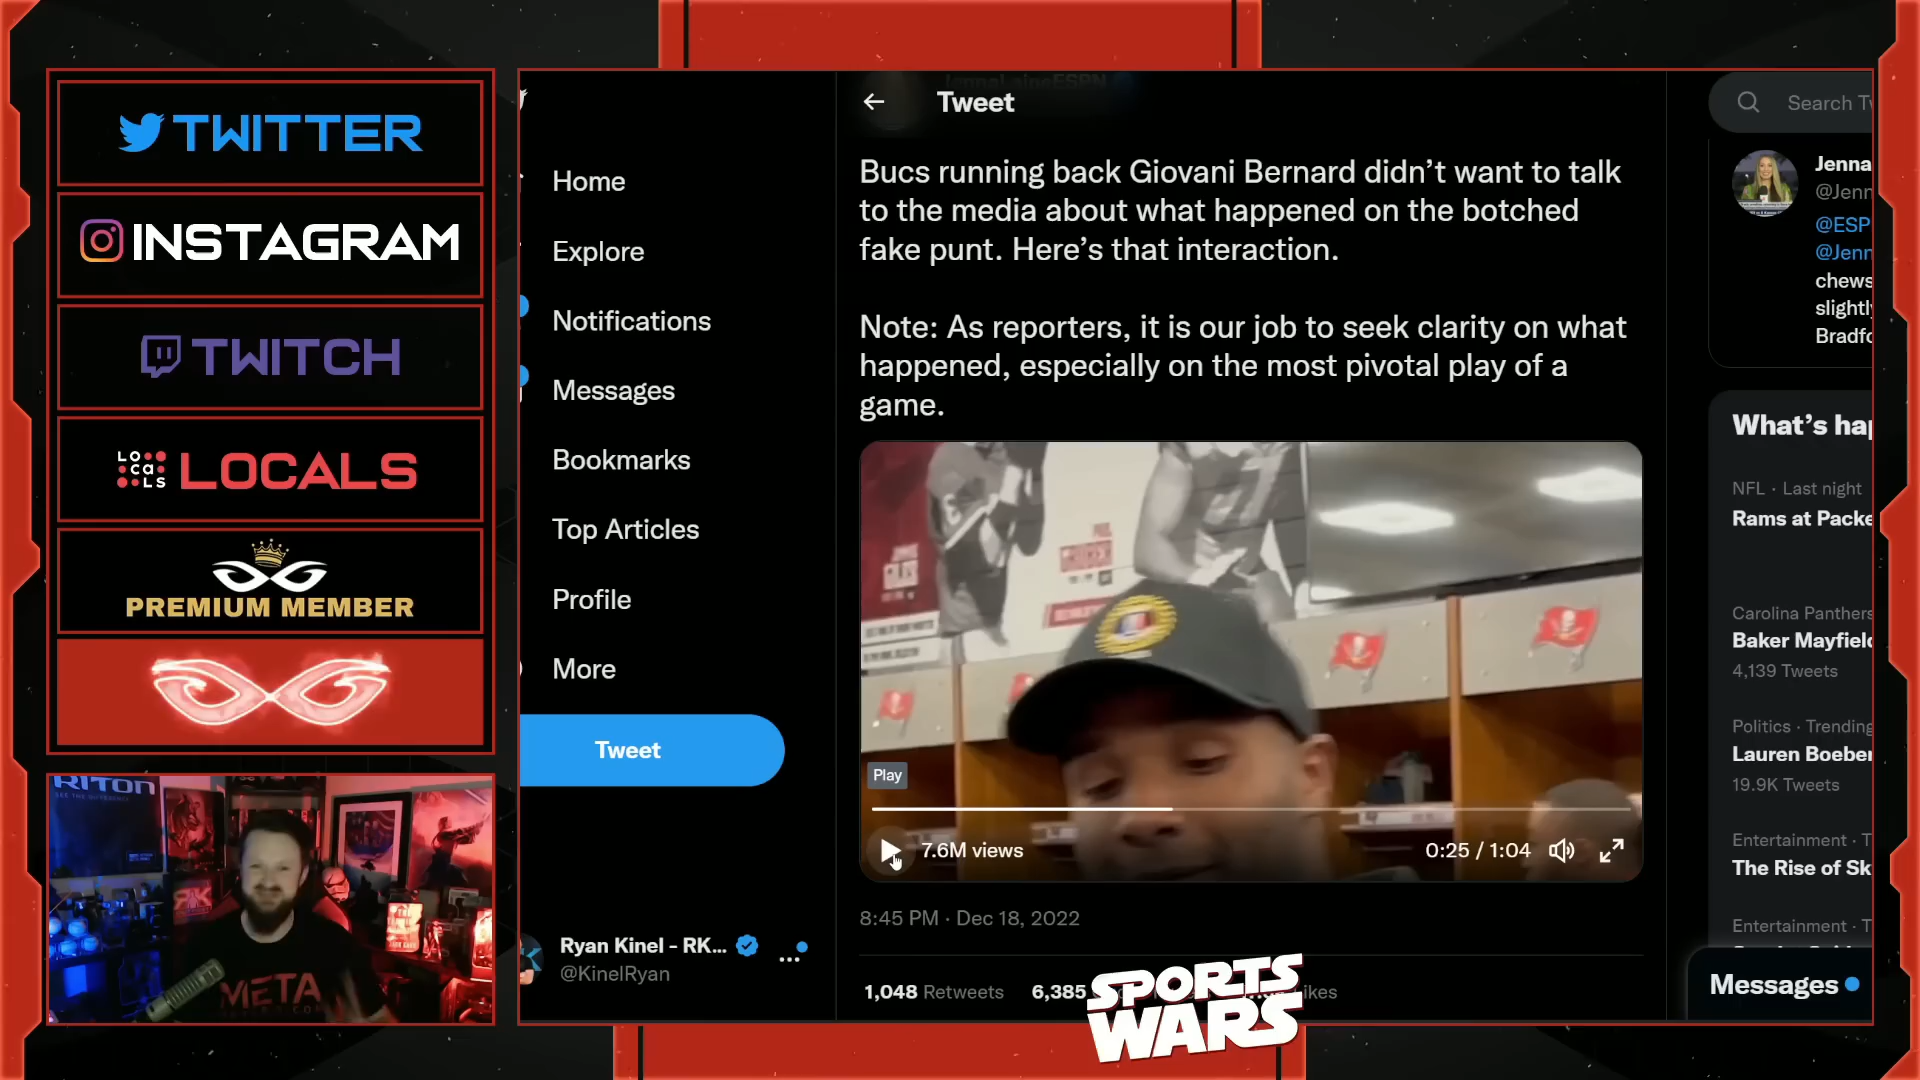 TWITTER
INSTAGRAM
TWITCH
LOCALS
LOCALS
PREMIUM MEMBER
RITON
META
Home
Explore
Notifications
Messages
Bookmarks
Top Articles
Profile
More
Tweet
Ryan Kinel - RK...
@KinelRyan
Tweet
Bucs running back Giovani Bernard didn’t want to talk
to the media about what happened on the botched
fake punt. Here’s that interaction.
Note: As reporters, it is our job to seek clarity on what
happened, especially on the most pivotal play of a
game.
Play
7.6M views
0:25 / 1:04
8:45 PM · Dec 18, 2022
1,048 Retweets 6,385
SPORTS
WARS
Search Tw
Jenna
@Jenn
@ESP
@Jenn
chews
slightly
Bradfo
What’s hap
NFL · Last night
Rams at Packe
Carolina Panthers
Baker Mayfield
4,139 Tweets
Politics · Trending
Lauren Boeber
19.9K Tweets
Entertainment · T
The Rise of Sk
Entertainment · T
Messages